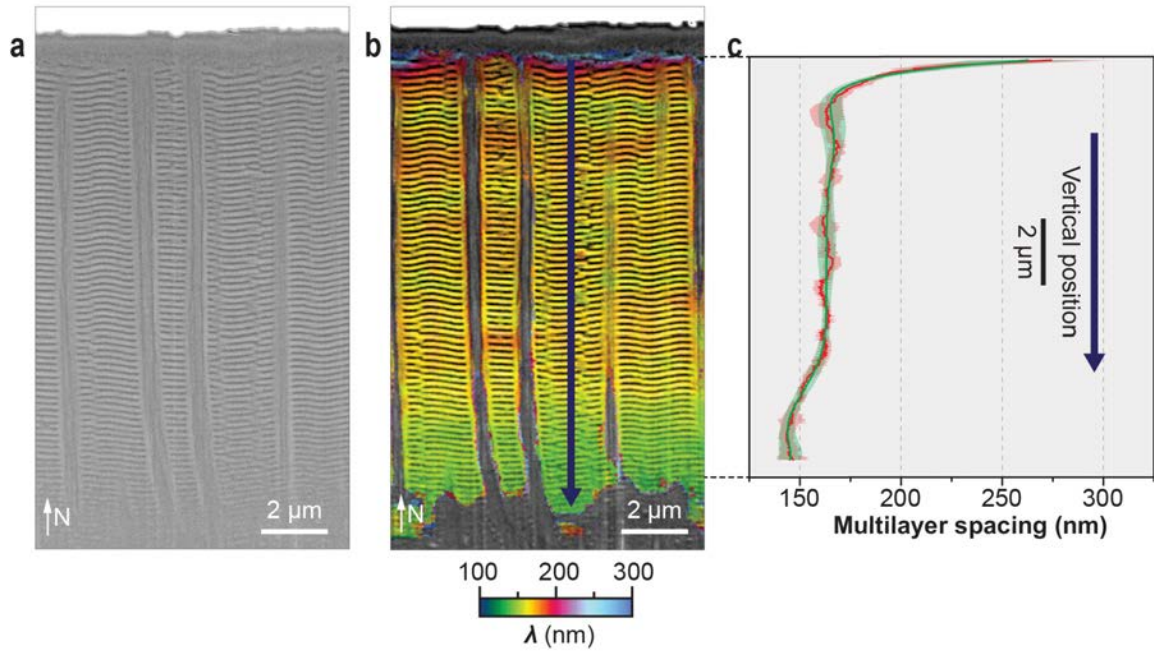 a
b
c
N
2 µm
N
2 µm
100 200 300
λ (nm)
Vertical position
2 µm
150 200 250 300
Multilayer spacing (nm)